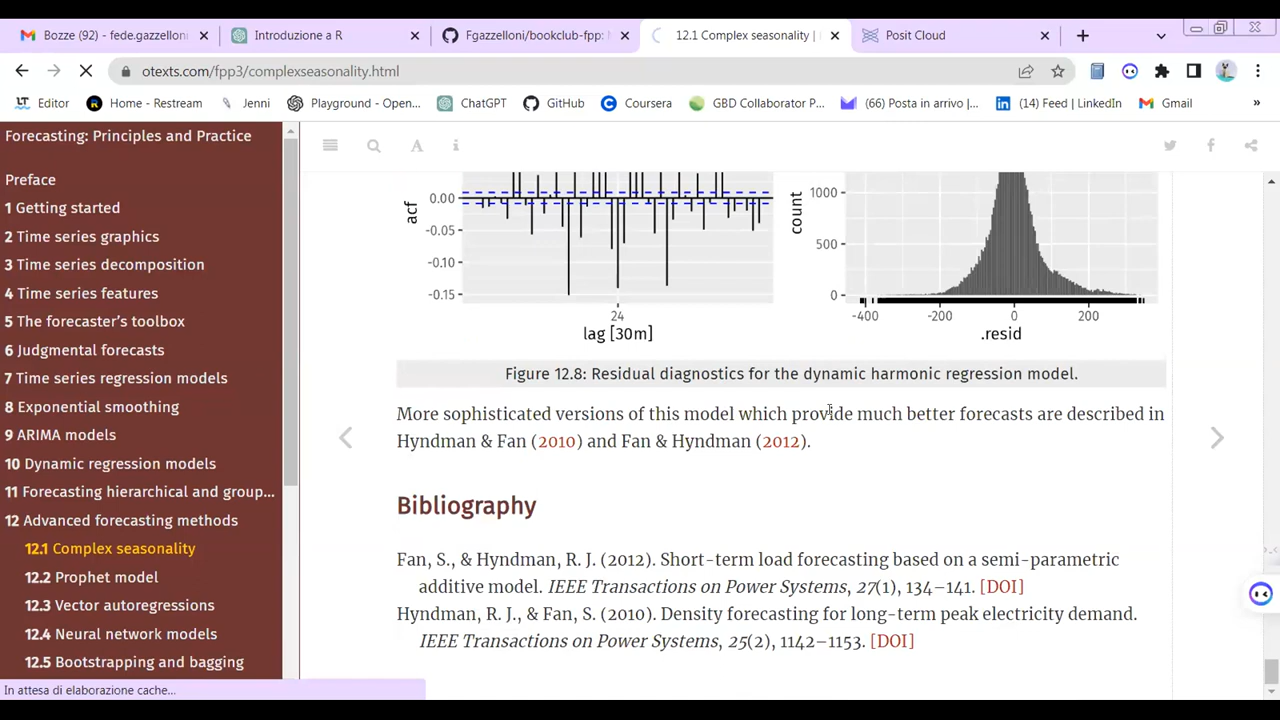 Bozze (92) - fede.gazzelloni
Introduzione a R
Fgazzelloni/bookclub-fpp:
12.1 Complex seasonality |
Posit Cloud
otexts.com/fpp3/complexseasonality.html
LT Editor
Home - Restream
Jenni
Playground - Open...
ChatGPT
GitHub
Coursera
GBD Collaborator P...
(66) Posta in arrivo |...
(14) Feed | LinkedIn
Gmail
»
Forecasting: Principles and Practice
Preface
1 Getting started
2 Time series graphics
3 Time series decomposition
4 Time series features
5 The forecaster's toolbox
6 Judgmental forecasts
7 Time series regression models
8 Exponential smoothing
9 ARIMA models
10 Dynamic regression models
11 Forecasting hierarchical and group...
12 Advanced forecasting methods
12.1 Complex seasonality
12.2 Prophet model
12.3 Vector autoregressions
12.4 Neural network models
12.5 Bootstrapping and bagging
In attesa di elaborazione cache...
acf
0.00
-0.05
-0.10
-0.15
24
lag [30m]
count
1000
500
0
-400 -200 0 200
.resid
Figure 12.8: Residual diagnostics for the dynamic harmonic regression model.
More sophisticated versions of this model which provide much better forecasts are described in
Hyndman & Fan (2010) and Fan & Hyndman (2012).
Bibliography
Fan, S., & Hyndman, R. J. (2012). Short-term load forecasting based on a semi-parametric
additive model. IEEE Transactions on Power Systems, 27(1), 134–141. [DOI]
Hyndman, R. J., & Fan, S. (2010). Density forecasting for long-term peak electricity demand.
IEEE Transactions on Power Systems, 25(2), 1142–1153. [DOI]